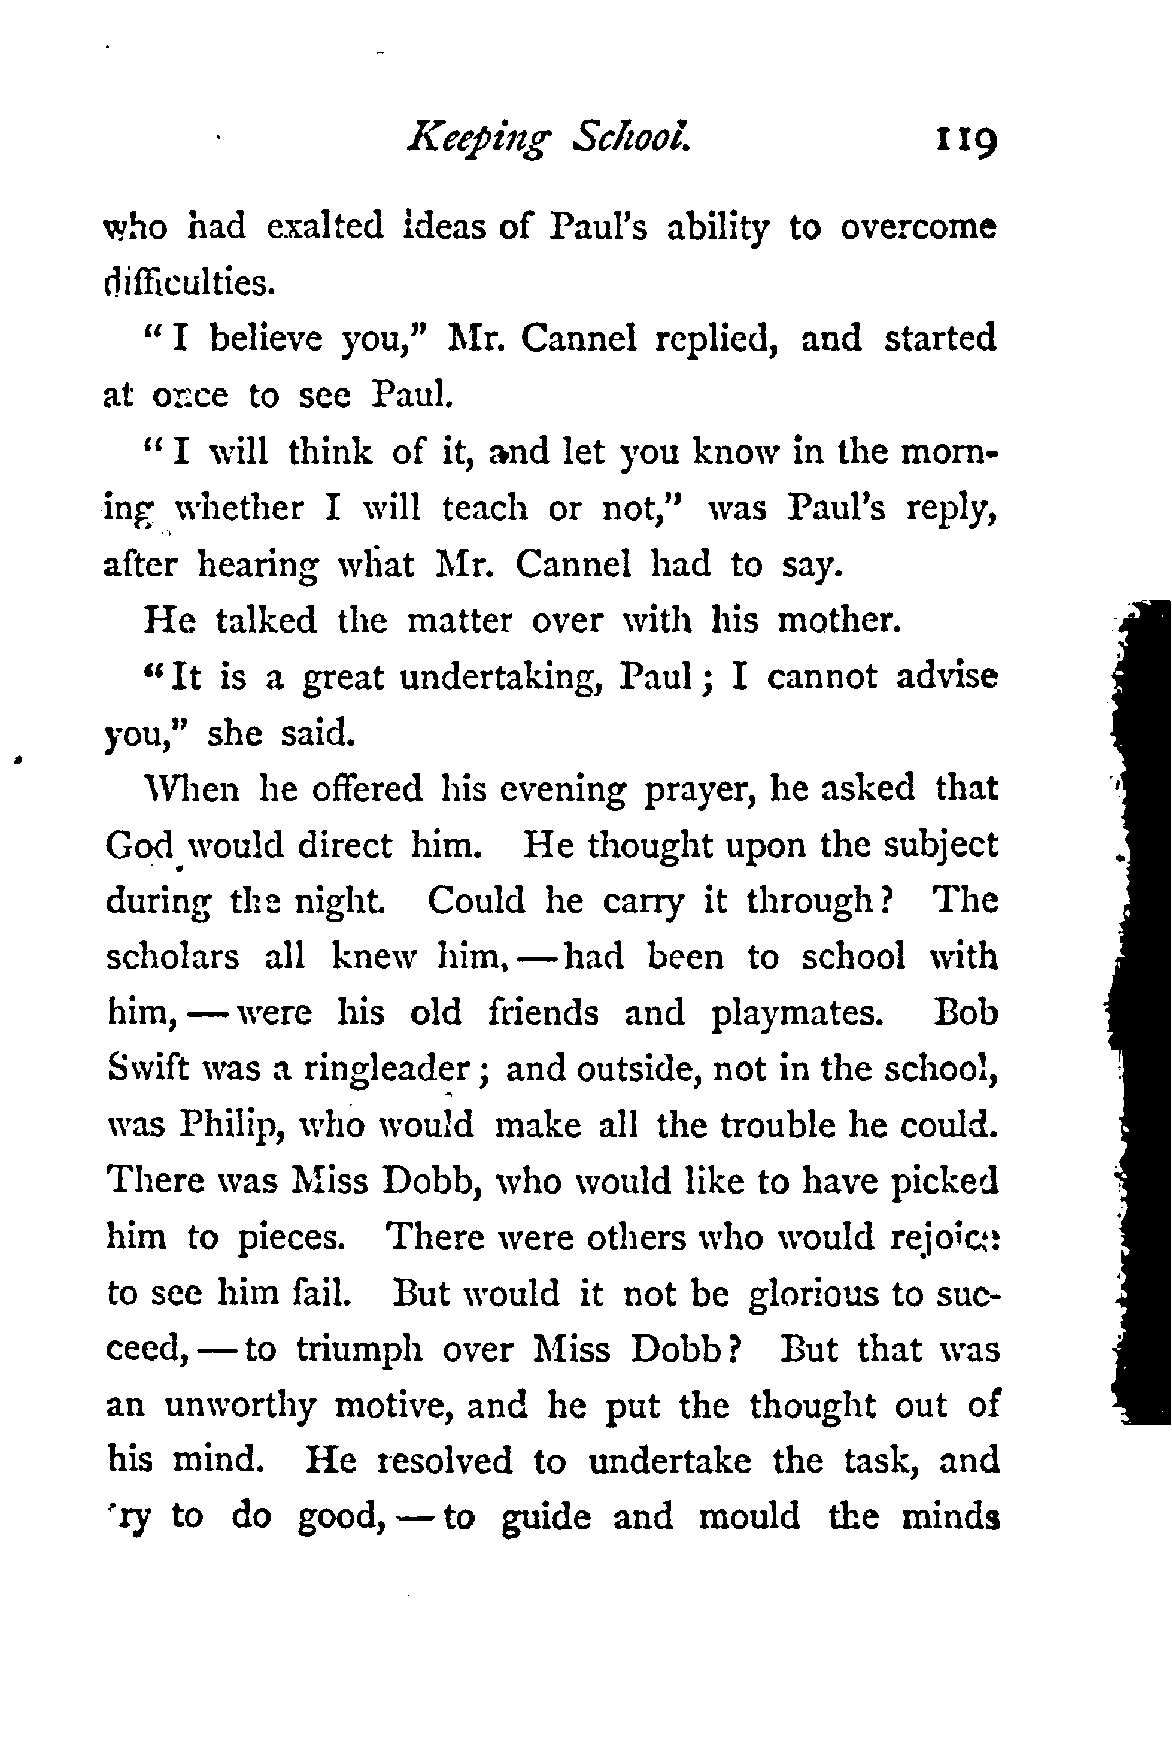 Keeping School. 119
who had exalted ideas of Paul's ability to overcome
difficulties.
"I believe you," Mr. Cannel replied, and started
at once to see Paul.
"I will think of it, and let you know in the morn-
ing whether I will teach or not," was Paul's reply,
after hearing what Mr. Cannel had to say.
He talked the matter over with his mother.
"It is a great undertaking, Paul; I cannot advise
you," she said.
When he offered his evening prayer, he asked that
God would direct him. He thought upon the subject
during the night. Could he carry it through? The
scholars all knew him,—had been to school with
him,—were his old friends and playmates. Bob
Swift was a ringleader; and outside, not in the school,
was Philip, who would make all the trouble he could.
There was Miss Dobb, who would like to have picked
him to pieces. There were others who would rejoice
to see him fail. But would it not be glorious to suc-
ceed,—to triumph over Miss Dobb? But that was
an unworthy motive, and he put the thought out of
his mind. He resolved to undertake the task, and
try to do good,—to guide and mould the minds